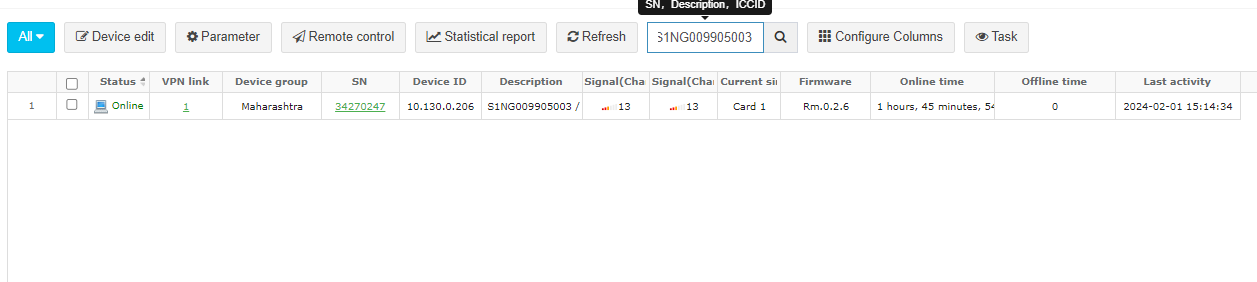 SN, Description, ICCID
All Device edit Parameter Remote control Statistical report Refresh S1NG009905003 Configure Columns Task
Status VPN link Device group SN Device ID Description Signal(Cha Signal(Cha Current si Firmware Online time Offline time Last activity
1 Online 1 Maharashtra 34270247 10.130.0.206 S1NG009905003 / 13 13 Card 1 Rm.0.2.6 1 hours, 45 minutes, 54 0 2024-02-01 15:14:34